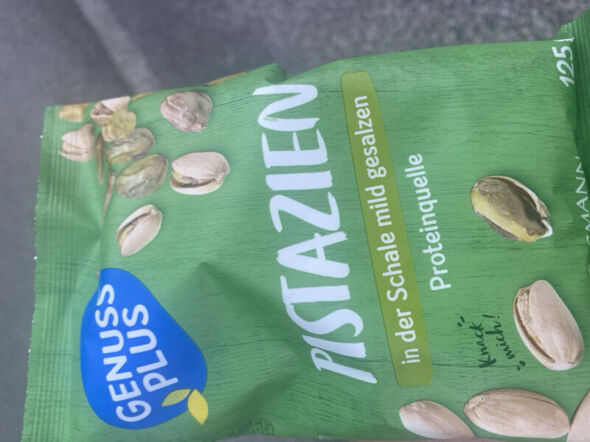 GENUSS
PLUS
PISTAZIEN
in der Schale mild gesalzen
Proteinquelle
Knack
mich!
125